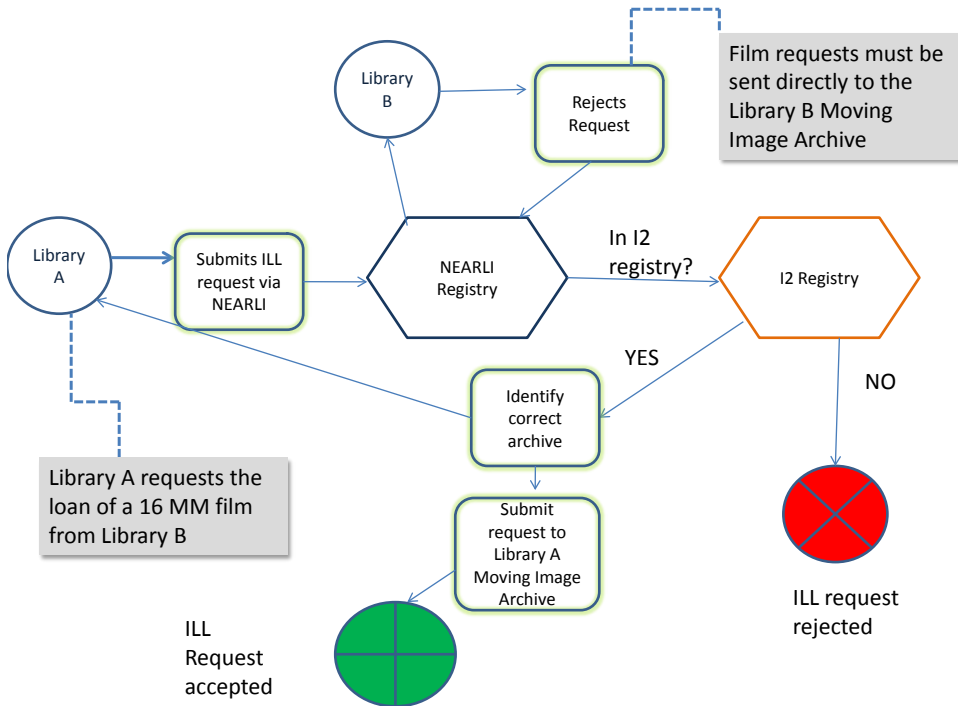 Library
B
Rejects
Request
Film requests must be
sent directly to the
Library B Moving
Image Archive
Library
A
Submits ILL
request via
NEARLI
NEARLI
Registry
In I2
registry?
I2 Registry
YES
NO
Identify
correct
archive
Library A requests the
loan of a 16 MM film
from Library B
Submit
request to
Library A
Moving Image
Archive
ILL
Request
accepted
ILL request
rejected